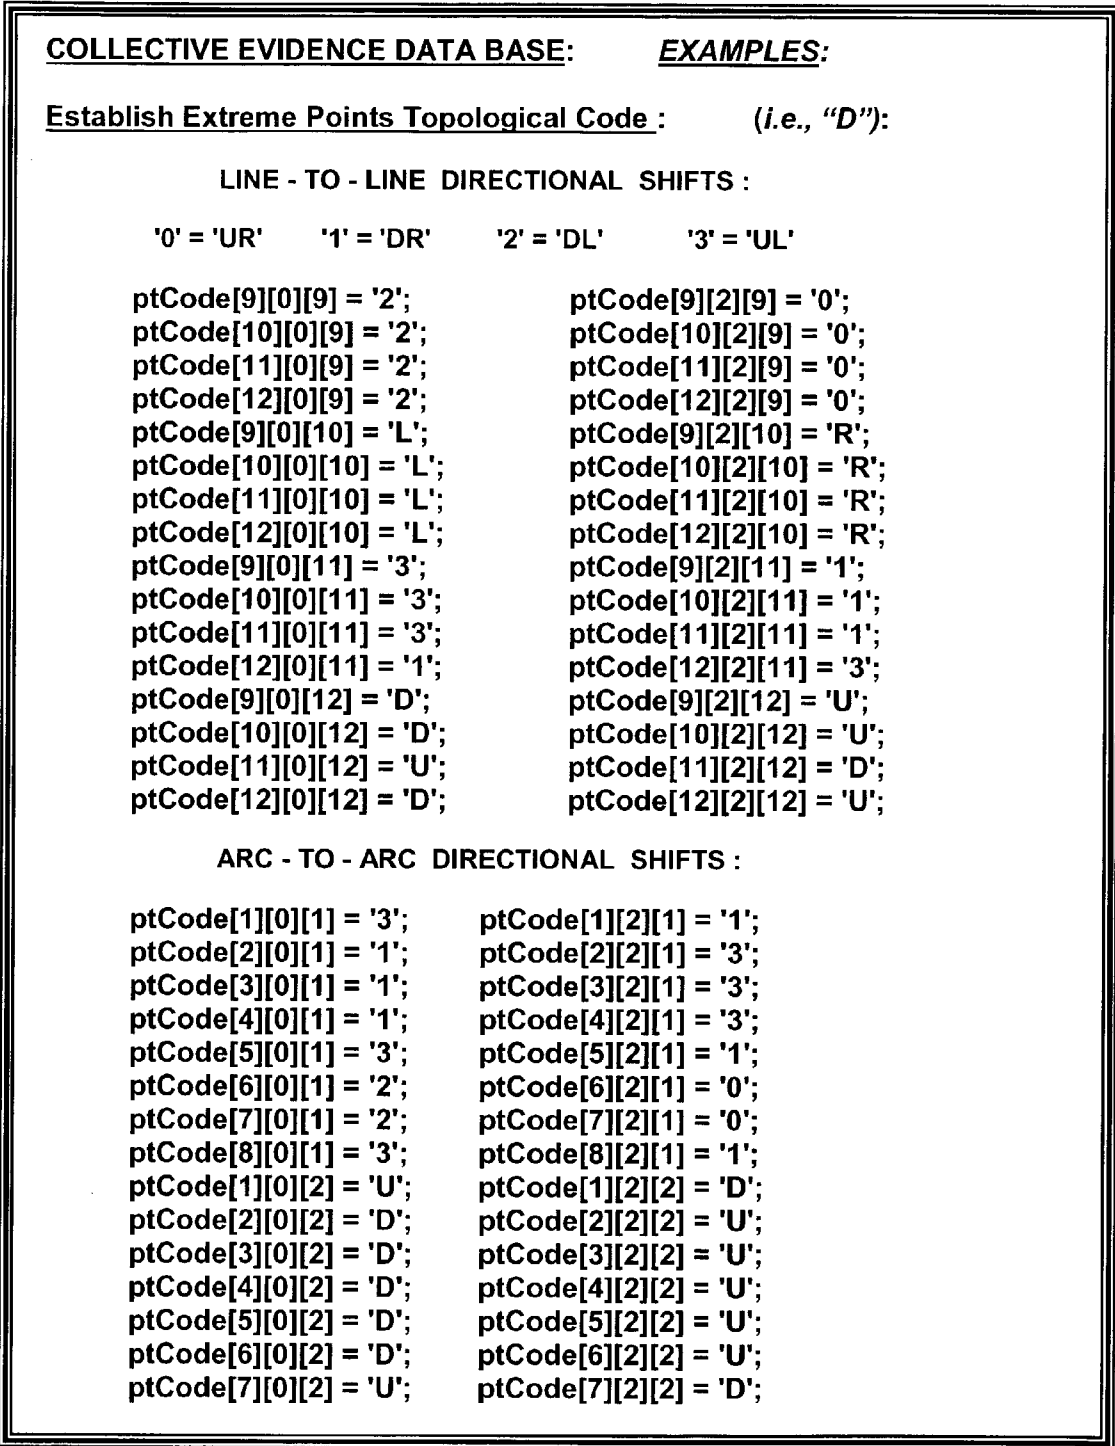 COLLECTIVE EVIDENCE DATA BASE: EXAMPLES:
Establish Extreme Points Topological Code : (i.e., “D”):
LINE - TO - LINE DIRECTIONAL SHIFTS :
'0' = 'UR' '1' = 'DR' '2' = 'DL' '3' = 'UL'
ptCode[9][0][9] = '2'; ptCode[9][2][9] = '0';
ptCode[10][0][9] = '2'; ptCode[10][2][9] = '0';
ptCode[11][0][9] = '2'; ptCode[11][2][9] = '0';
ptCode[12][0][9] = '2'; ptCode[12][2][9] = '0';
ptCode[9][0][10] = 'L'; ptCode[9][2][10] = 'R';
ptCode[10][0][10] = 'L'; ptCode[10][2][10] = 'R';
ptCode[11][0][10] = 'L'; ptCode[11][2][10] = 'R';
ptCode[12][0][10] = 'L'; ptCode[12][2][10] = 'R';
ptCode[9][0][11] = '3'; ptCode[9][2][11] = '1';
ptCode[10][0][11] = '3'; ptCode[10][2][11] = '1';
ptCode[11][0][11] = '3'; ptCode[11][2][11] = '1';
ptCode[12][0][11] = '1'; ptCode[12][2][11] = '3';
ptCode[9][0][12] = 'D'; ptCode[9][2][12] = 'U';
ptCode[10][0][12] = 'D'; ptCode[10][2][12] = 'U';
ptCode[11][0][12] = 'U'; ptCode[11][2][12] = 'D';
ptCode[12][0][12] = 'D'; ptCode[12][2][12] = 'U';
ARC - TO - ARC DIRECTIONAL SHIFTS :
ptCode[1][0][1] = '3'; ptCode[1][2][1] = '1';
ptCode[2][0][1] = '1'; ptCode[2][2][1] = '3';
ptCode[3][0][1] = '1'; ptCode[3][2][1] = '3';
ptCode[4][0][1] = '1'; ptCode[4][2][1] = '3';
ptCode[5][0][1] = '3'; ptCode[5][2][1] = '1';
ptCode[6][0][1] = '2'; ptCode[6][2][1] = '0';
ptCode[7][0][1] = '2'; ptCode[7][2][1] = '0';
ptCode[8][0][1] = '3'; ptCode[8][2][1] = '1';
ptCode[1][0][2] = 'U'; ptCode[1][2][2] = 'D';
ptCode[2][0][2] = 'D'; ptCode[2][2][2] = 'U';
ptCode[3][0][2] = 'D'; ptCode[3][2][2] = 'U';
ptCode[4][0][2] = 'D'; ptCode[4][2][2] = 'U';
ptCode[5][0][2] = 'D'; ptCode[5][2][2] = 'U';
ptCode[6][0][2] = 'D'; ptCode[6][2][2] = 'U';
ptCode[7][0][2] = 'U'; ptCode[7][2][2] = 'D';